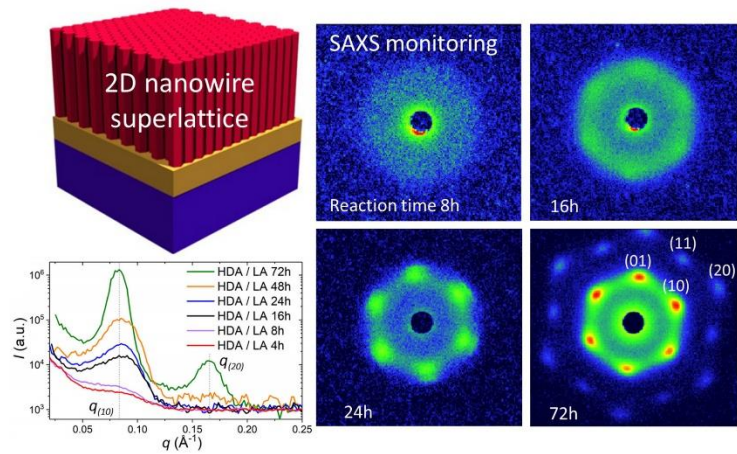 2D nanowire
superlattice
SAXS monitoring
Reaction time 8h
16h
I (a.u.)
10⁶
10⁵
10⁴
10³
HDA / LA 72h
HDA / LA 48h
HDA / LA 24h
HDA / LA 16h
HDA / LA 8h
HDA / LA 4h
q(10)
q(20)
0.05 0.10 0.15 0.20 0.25
q (Å⁻¹)
24h
(11)
(01)
(20)
(10)
72h